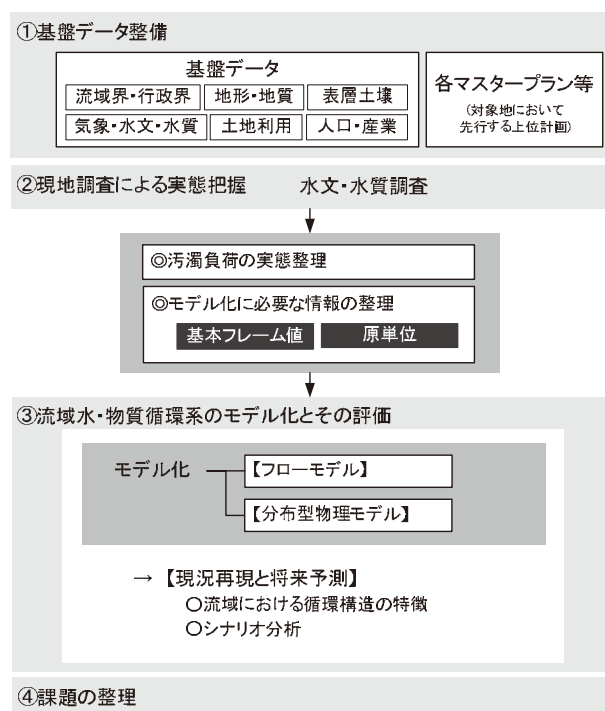 ①基盤データ整備
基盤データ
流域界・行政界 地形・地質 表層土壌
気象・水文・水質 土地利用 人口・産業
各マスタープラン等
(対象地において
先行する上位計画)
②現地調査による実態把握 水文・水質調査
◎汚濁負荷の実態整理
◎モデル化に必要な情報の整理
基本フレーム値 原単位
③流域水・物質循環系のモデル化とその評価
モデル化 【フローモデル】
【分布型物理モデル】
→ 【現況再現と将来予測】
○流域における循環構造の特徴
○シナリオ分析
④課題の整理